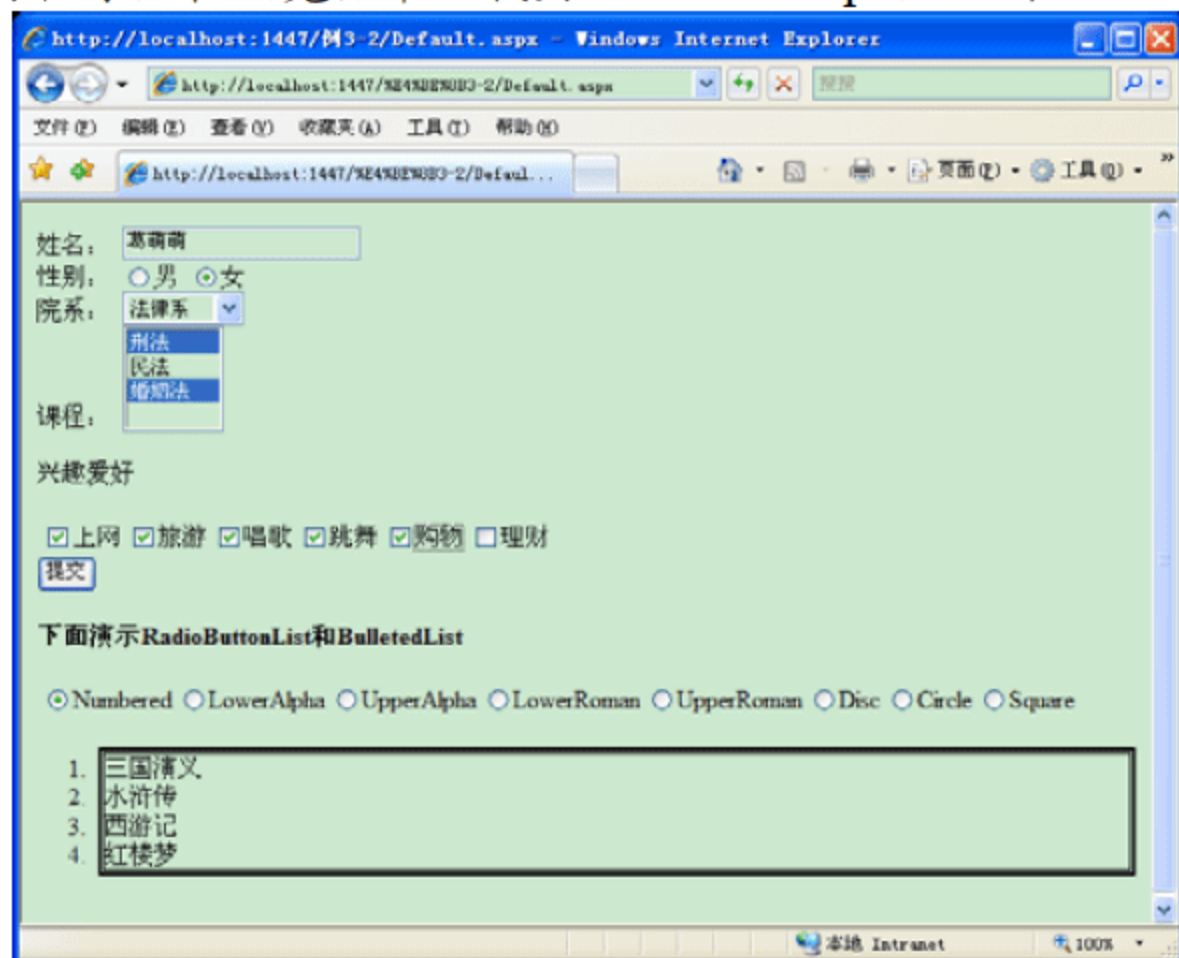 http://localhost:1447/例3-2/Default.aspx - Windows Internet Explorer
http://localhost:1447/%E4%BE%8B3-2/Default.aspx
搜搜
文件(F) 编辑(E) 查看(V) 收藏夹(A) 工具(T) 帮助(H)
http://localhost:1447/%E4%BE%8B3-2/Defaul...
页面(P) 工具(O) »
姓名： 葛萌萌
性别： 男 女
院系： 法律系
刑法
民法
婚姻法
课程：
兴趣爱好
上网 旅游 唱歌 跳舞 购物 理财
提交
下面演示RadioButtonList和BulletedList
Numbered LowerAlpha UpperAlpha LowerRoman UpperRoman Disc Circle Square
1. 三国演义
2. 水浒传
3. 西游记
4. 红楼梦
本地 Intranet 100%